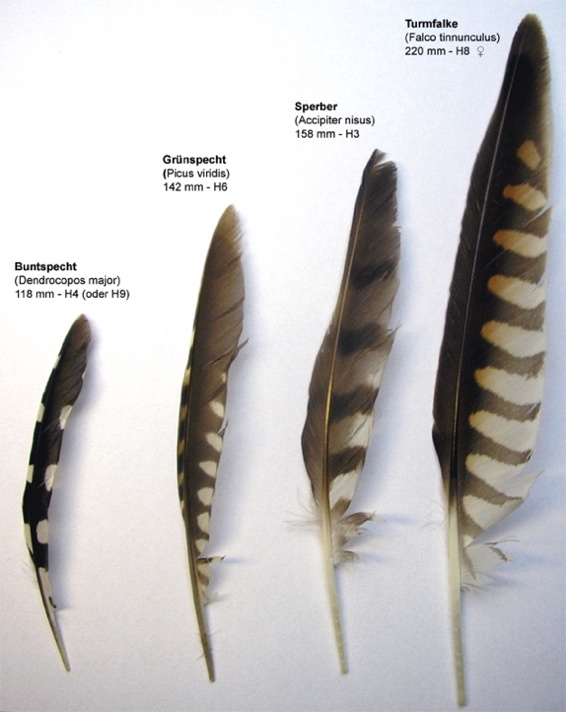 Turmfalke
(Falco tinnunculus)
220 mm - H8 ♀
Sperber
(Accipiter nisus)
158 mm - H3
Grünspecht
(Picus viridis)
142 mm - H6
Buntspecht
(Dendrocopos major)
118 mm - H4 (oder H9)